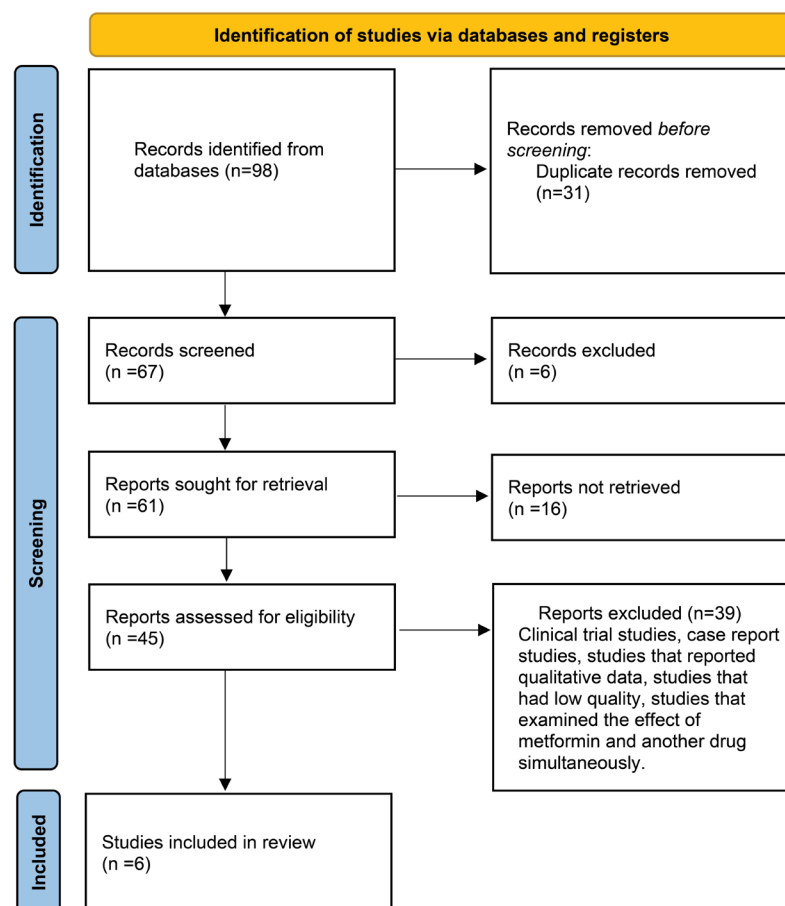 Identification of studies via databases and registers
Identification
Records identified from
databases (n=98)
Records removed before
screening:
Duplicate records removed
(n=31)
Screening
Records screened
(n =67)
Records excluded
(n =6)
Reports sought for retrieval
(n =61)
Reports not retrieved
(n =16)
Reports assessed for eligibility
(n =45)
Reports excluded (n=39)
Clinical trial studies, case report
studies, studies that reported
qualitative data, studies that
had low quality, studies that
examined the effect of
metformin and another drug
simultaneously.
Included
Studies included in review
(n =6)